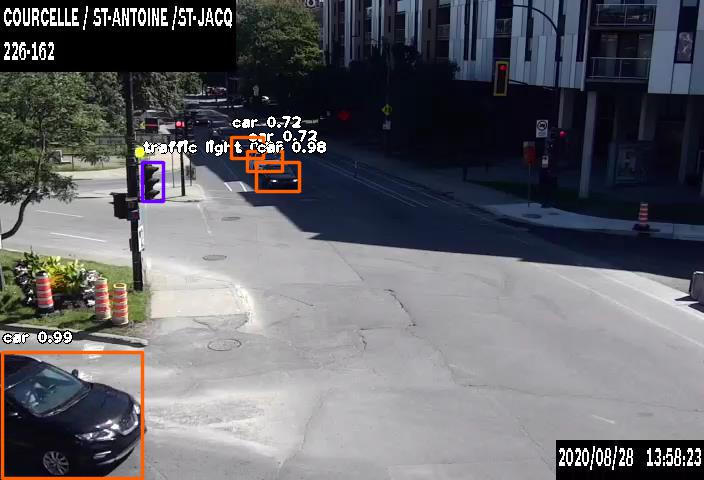 COURCELLE / ST-ANTOINE /ST-JACQ
226-162
car 0.72
car 0.72
traffic light 
car 0.98
car 0.99
2020/08/28 13:58:23